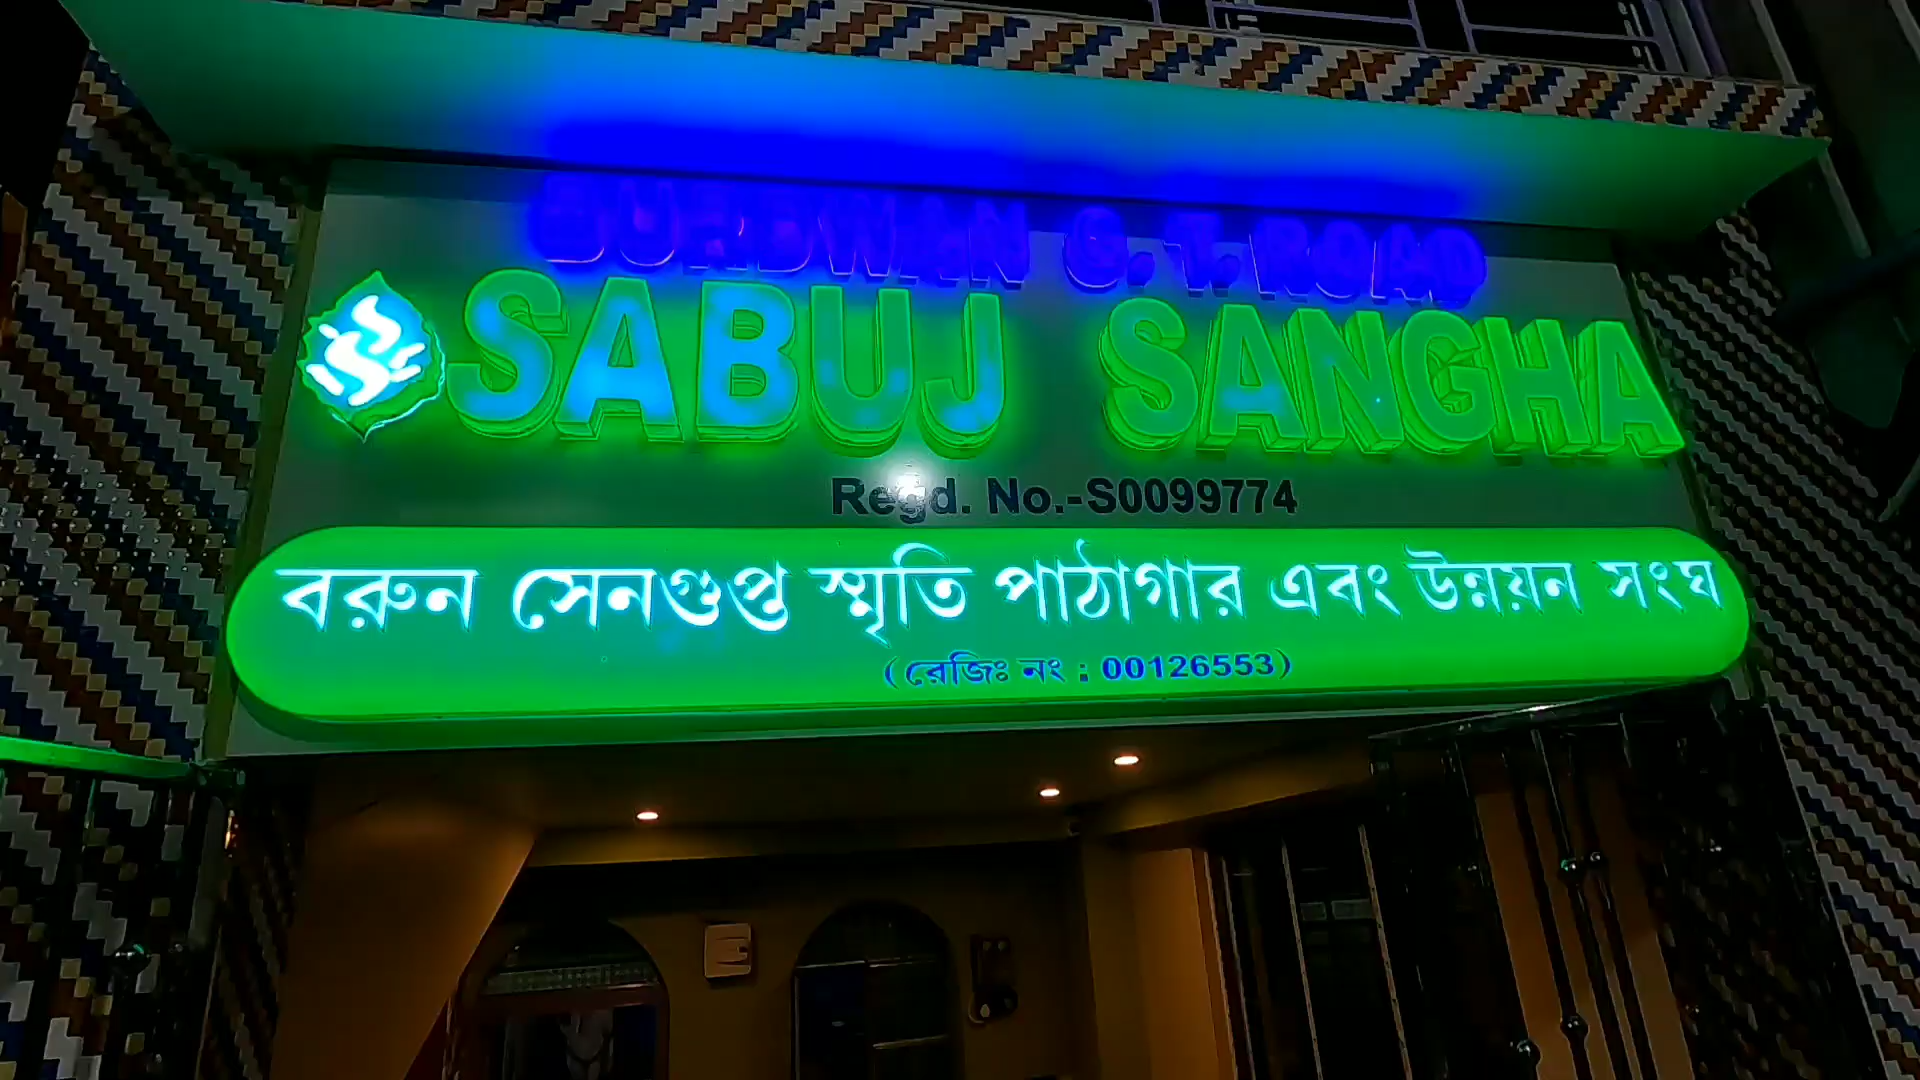 BURDWAN G. T. ROAD
SABUJ SANGHA
Regd. No.-S0099774
বরুন সেনগুপ্ত স্মৃতি পাঠাগার এবং উন্নয়ন সংঘ
(রেজিঃ নং : 00126553)